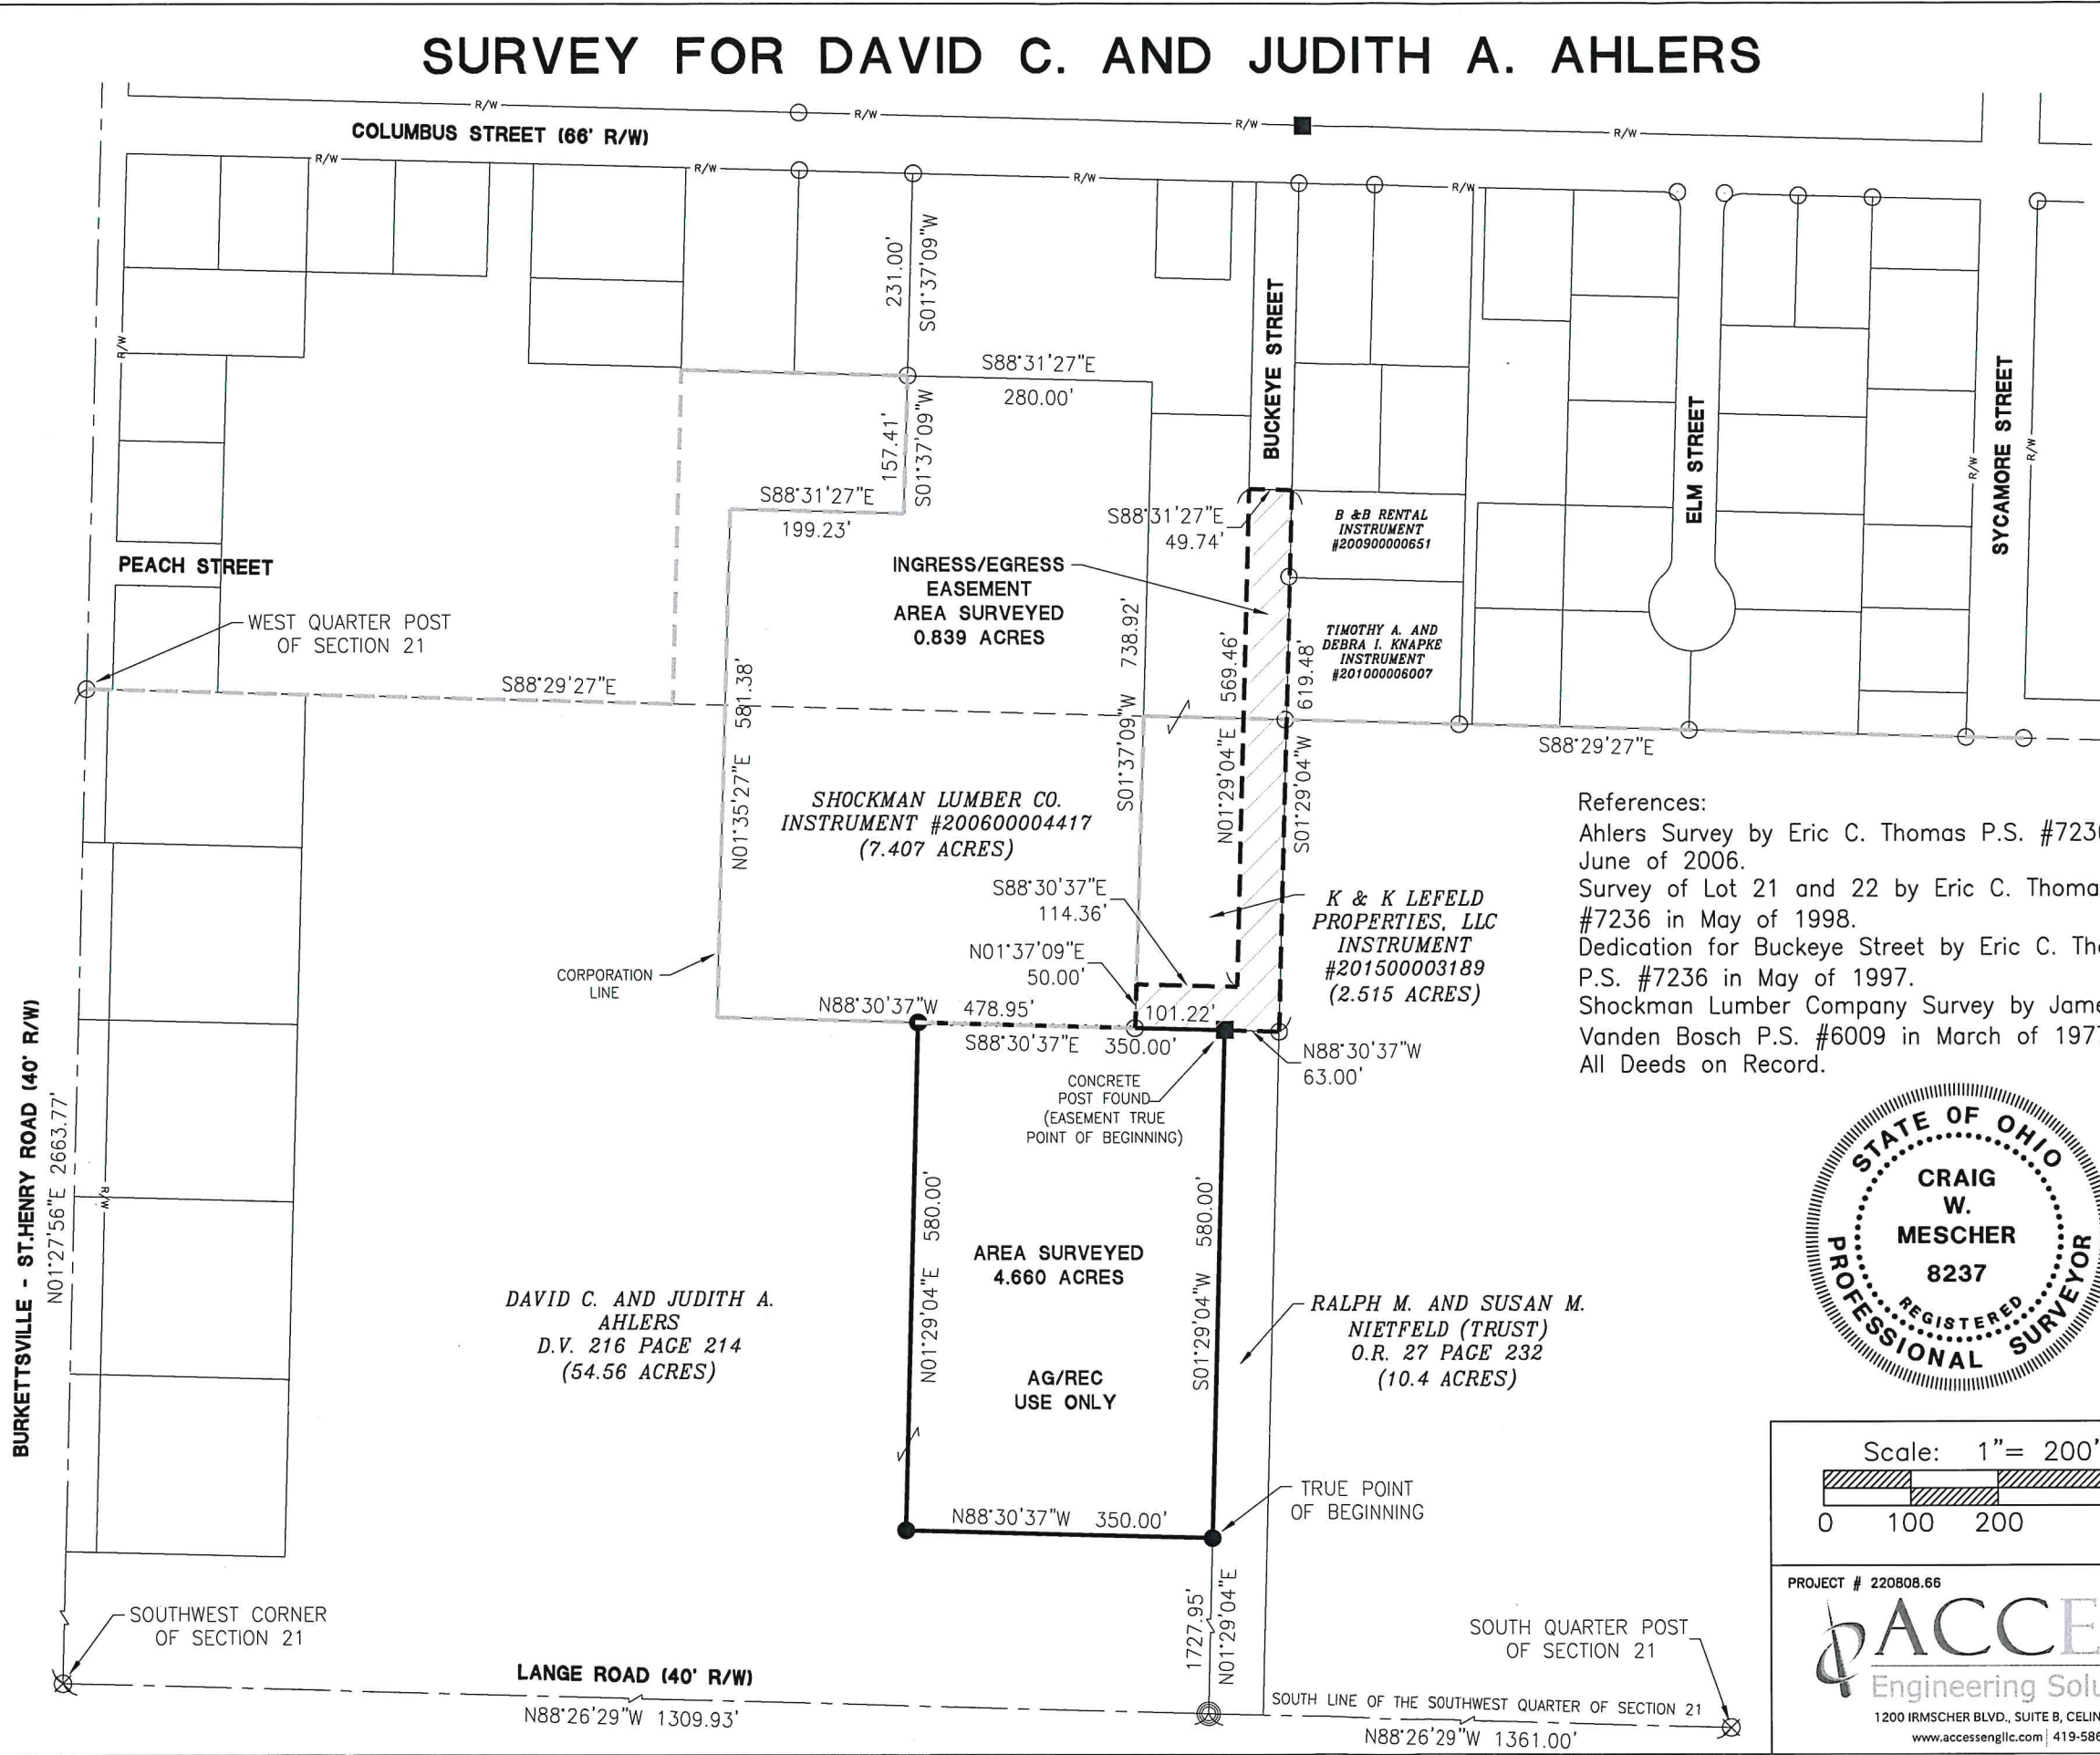 SURVEY FOR DAVID C. AND JUDITH A. AHLERS
R/W
R/W
R/W
R/W
COLUMBUS STREET (66' R/W)
R/W
R/W
R/W
R/W
231.00'
S01°37'09"W
S88°31'27"E
280.00'
157.41'
S01°37'09"W
S88°31'27"E
199.23'
BUCKEYE STREET
ELM STREET
SYCAMORE STREET
R/W
R/W
R/W
S88°31'27"E
49.74'
B &B RENTAL
INSTRUMENT
#200900000651
PEACH STREET
INGRESS/EGRESS
EASEMENT
AREA SURVEYED
0.839 ACRES
WEST QUARTER POST
OF SECTION 21
TIMOTHY A. AND
DEBRA I. KNAPKE
INSTRUMENT
#201000006007
S88°29'27"E
N01°35'27"E 581.38'
S01°37'09"W 738.92'
N01°29'04"E 569.46'
S01°29'04"W 619.48'
S88°29'27"E
SHOCKMAN LUMBER CO.
INSTRUMENT #200600004417
(7.407 ACRES)
References:
Ahlers Survey by Eric C. Thomas P.S.
June of 2006.
Survey of Lot 21 and 22 by Eric C.
#7236 in May of 1998.
Dedication for Buckeye Street by Eric C.
P.S. #7236 in May of 1997.
Shockman Lumber Company Survey by
Vanden Bosch P.S. #6009 in March of
All Deeds on Record.
S88°30'37"E
114.36'
K & K LEFELD
PROPERTIES, LLC
INSTRUMENT
#201500003189
(2.515 ACRES)
N01°37'09"E
50.00'
CORPORATION
LINE
N88°30'37"W 478.95'
101.22'
S88°30'37"E 350.00'
N88°30'37"W
63.00'
CONCRETE
POST FOUND
(EASEMENT TRUE
POINT OF BEGINNING)
BURKETTSVILLE - ST.HENRY ROAD (40' R/W)
N01°27'56"E 2663.77'
R/W
N01°29'04"E 580.00'
S01°29'04"W 580.00'
AREA SURVEYED
4.660 ACRES
AG/REC
USE ONLY
DAVID C. AND JUDITH A.
AHLERS
D.V. 216 PAGE 214
(54.56 ACRES)
RALPH M. AND SUSAN M.
NIETFELD (TRUST)
O.R. 27 PAGE 232
(10.4 ACRES)
STATE OF OHIO
CRAIG
W.
MESCHER
8237
REGISTERED
PROFESSIONAL SURVEYOR
N88°30'37"W 350.00'
TRUE POINT
OF BEGINNING
Scale: 1"= 200'
0 100 200
1727.95'
N01°29'04"E
SOUTHWEST CORNER
OF SECTION 21
LANGE ROAD (40' R/W)
N88°26'29"W 1309.93'
SOUTH QUARTER POST
OF SECTION 21
SOUTH LINE OF THE SOUTHWEST QUARTER OF SECTION 21
N88°26'29"W 1361.00'
PROJECT # 220808.66
ACCE
Engineering
1200 IRMSCHER BLVD., SUITE B,
www.accessengllc.com